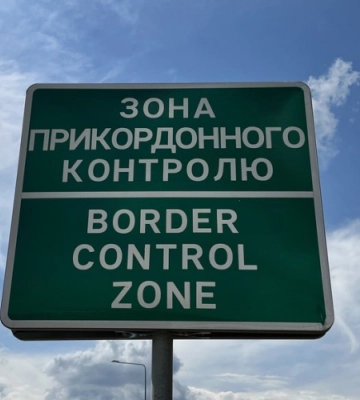 ЗОНА
ПРИКОРДОННОГО
КОНТРОЛЮ
BORDER
CONTROL
ZONE